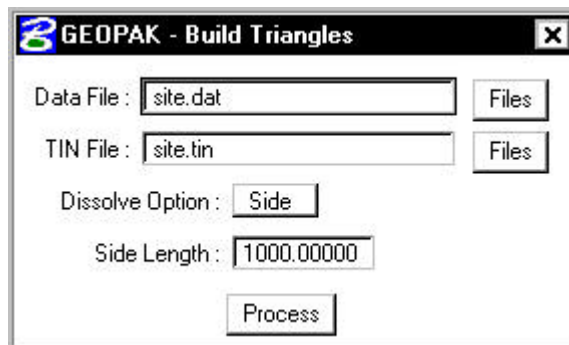 GEOPAK - Build Triangles
Data File : site.dat Files
TIN File : site.tin Files
Dissolve Option : Side
Side Length : 1000.00000
Process